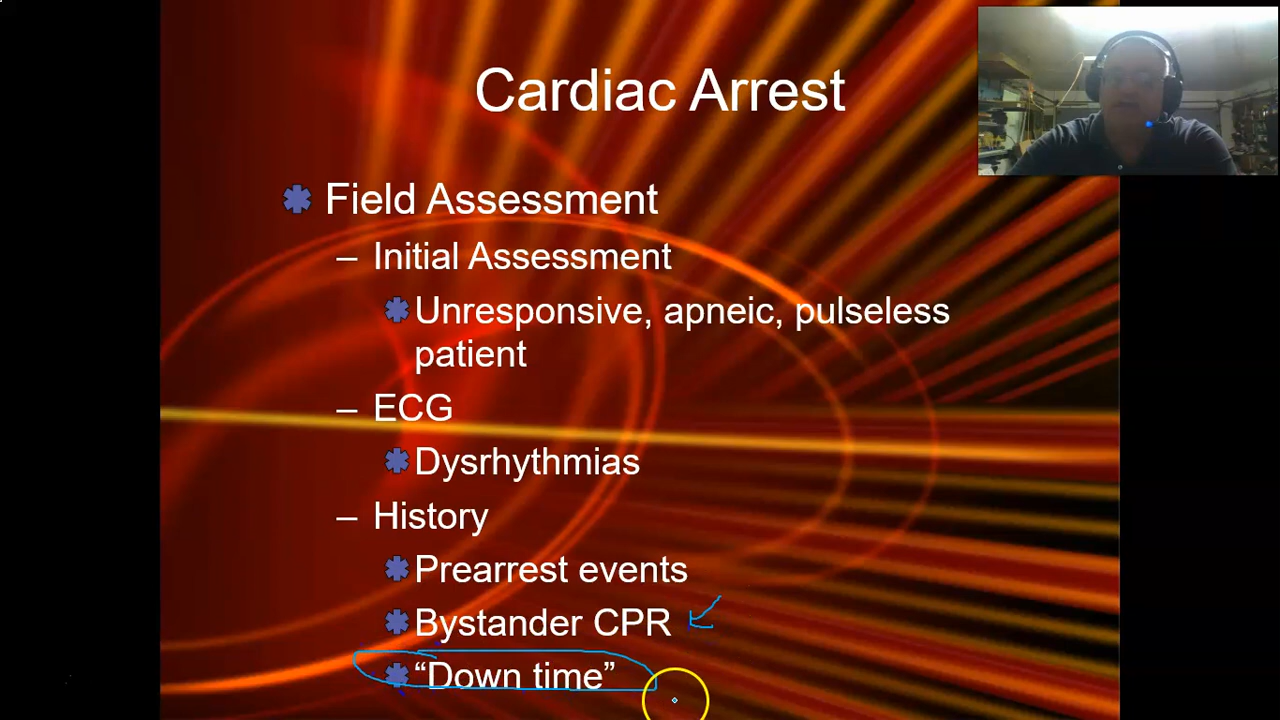 Cardiac Arrest
Field Assessment
– Initial Assessment
Unresponsive, apneic, pulseless
patient
– ECG
Dysrhythmias
– History
Prearrest events
Bystander CPR
“Down time”